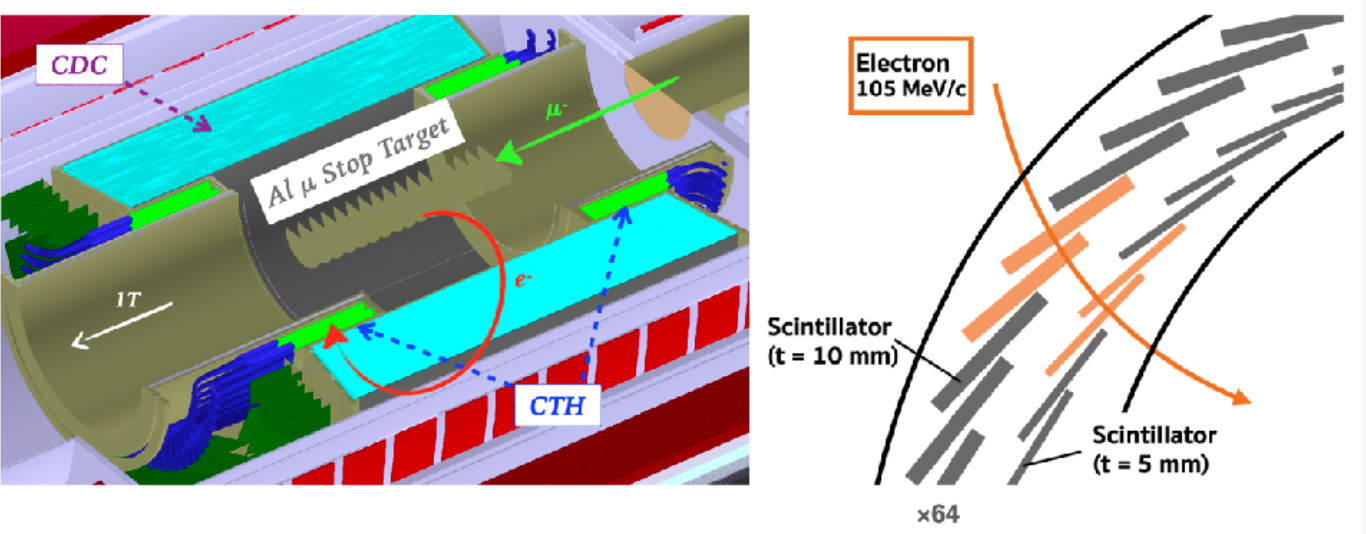 CDC
Al μ Stop Target
μ-
e-
1T
CTH
Electron
105 MeV/c
Scintillator
(t = 10 mm)
Scintillator
(t = 5 mm)
×64